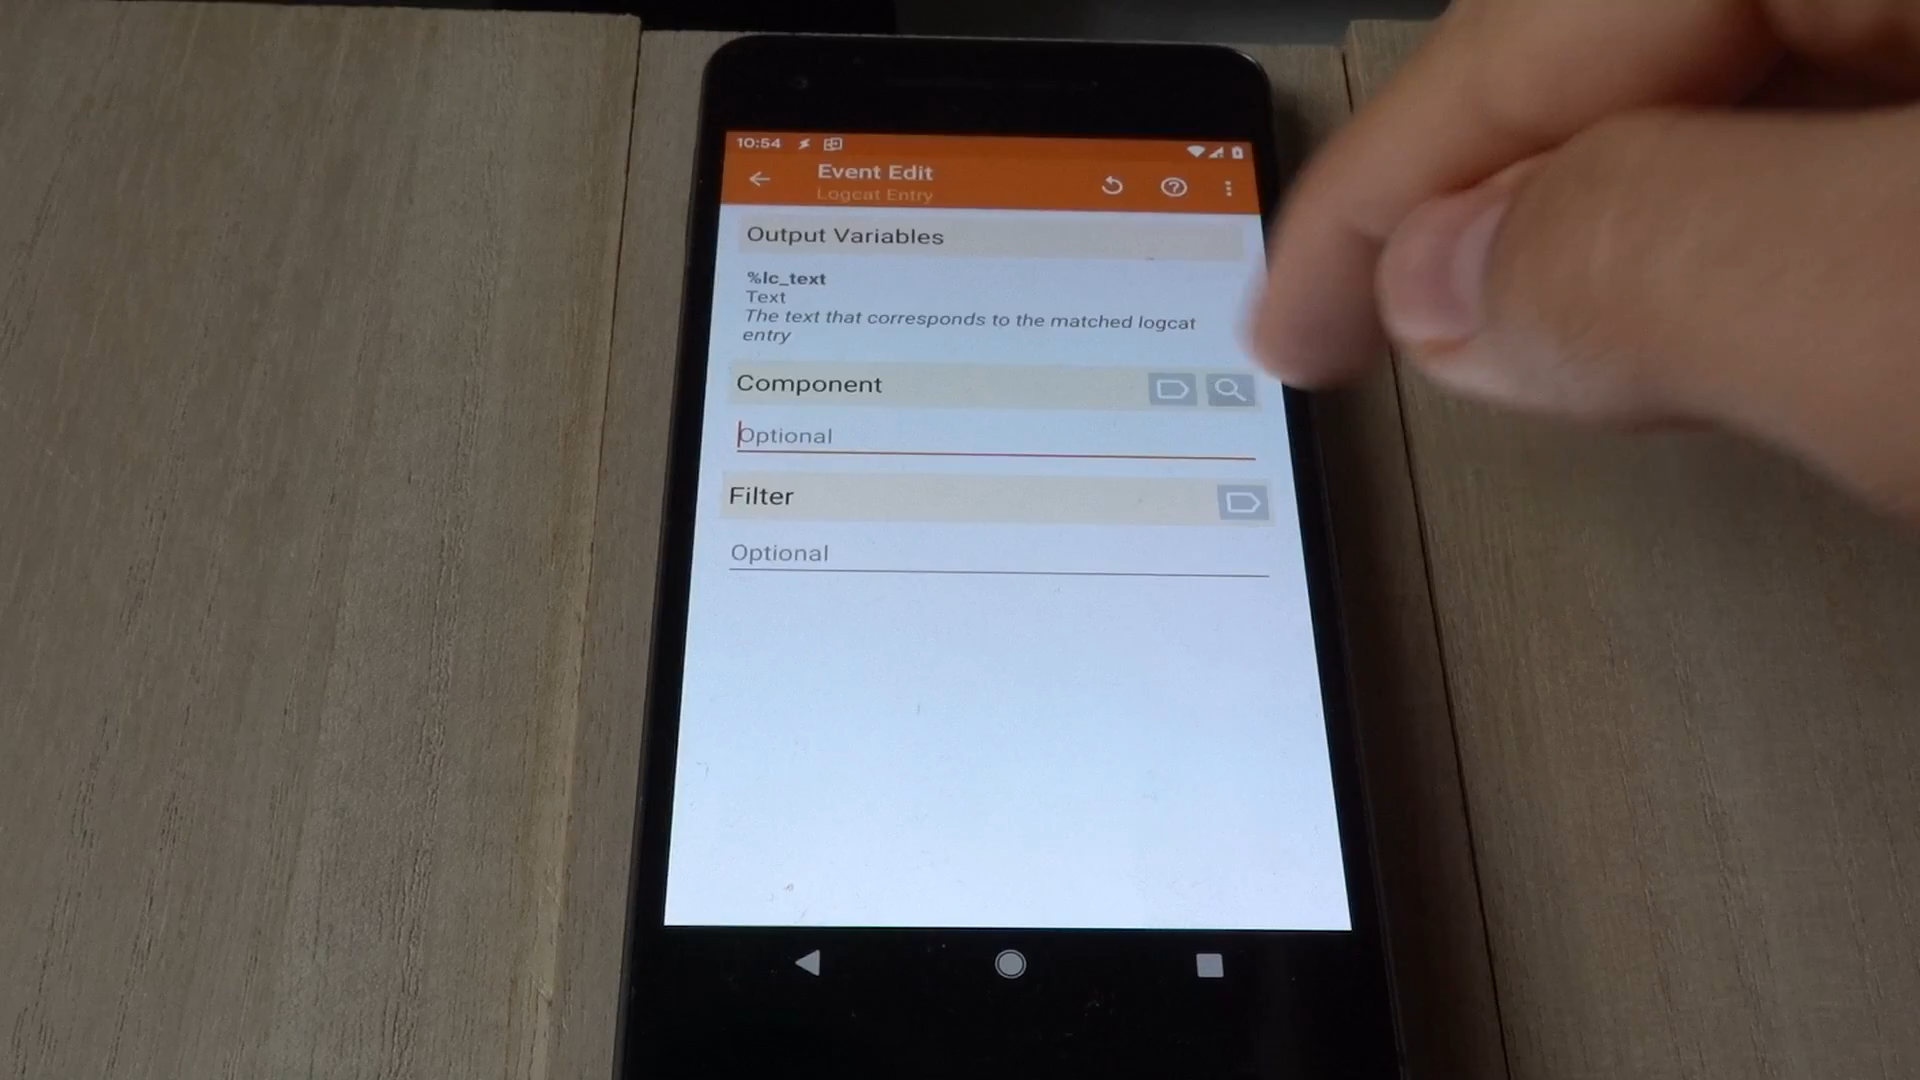 10:54
Event Edit
Logcat Entry
Output Variables
%lc_text
Text
The text that corresponds to the matched logcat
entry
Component
Optional
Filter
Optional